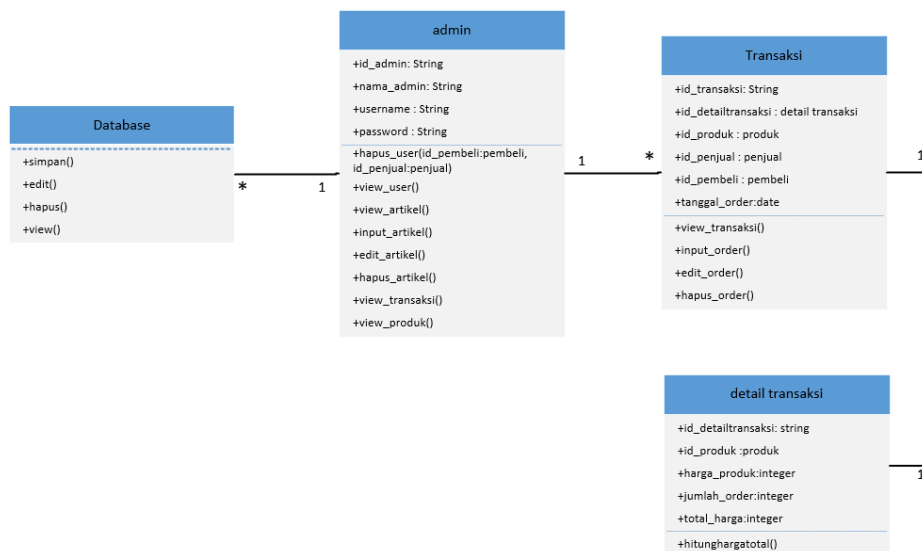 admin
+id_admin: String
+nama_admin: String
+username : String
+password : String
+hapus_user(id_pembeli:pembeli,
id_penjual:penjual)
+view_user()
+view_artikel()
+input_artikel()
+edit_artikel()
+hapus_artikel()
+view_transaksi()
+view_produk()
Transaksi
+id_transaksi: String
+id_detailtransaksi : detail transaksi
+id_produk : produk
+id_penjual : penjual
+id_pembeli : pembeli
+tanggal_order:date
+view_transaksi()
+input_order()
+edit_order()
+hapus_order()
Database
+simpan()
+edit()
+hapus()
+view()
* 1
1 *
1
detail transaksi
+id_detailtransaksi: string
+id_produk :produk
+harga_produk:integer
+jumlah_order:integer
+total_harga:integer
+hitunghargatotal()
1